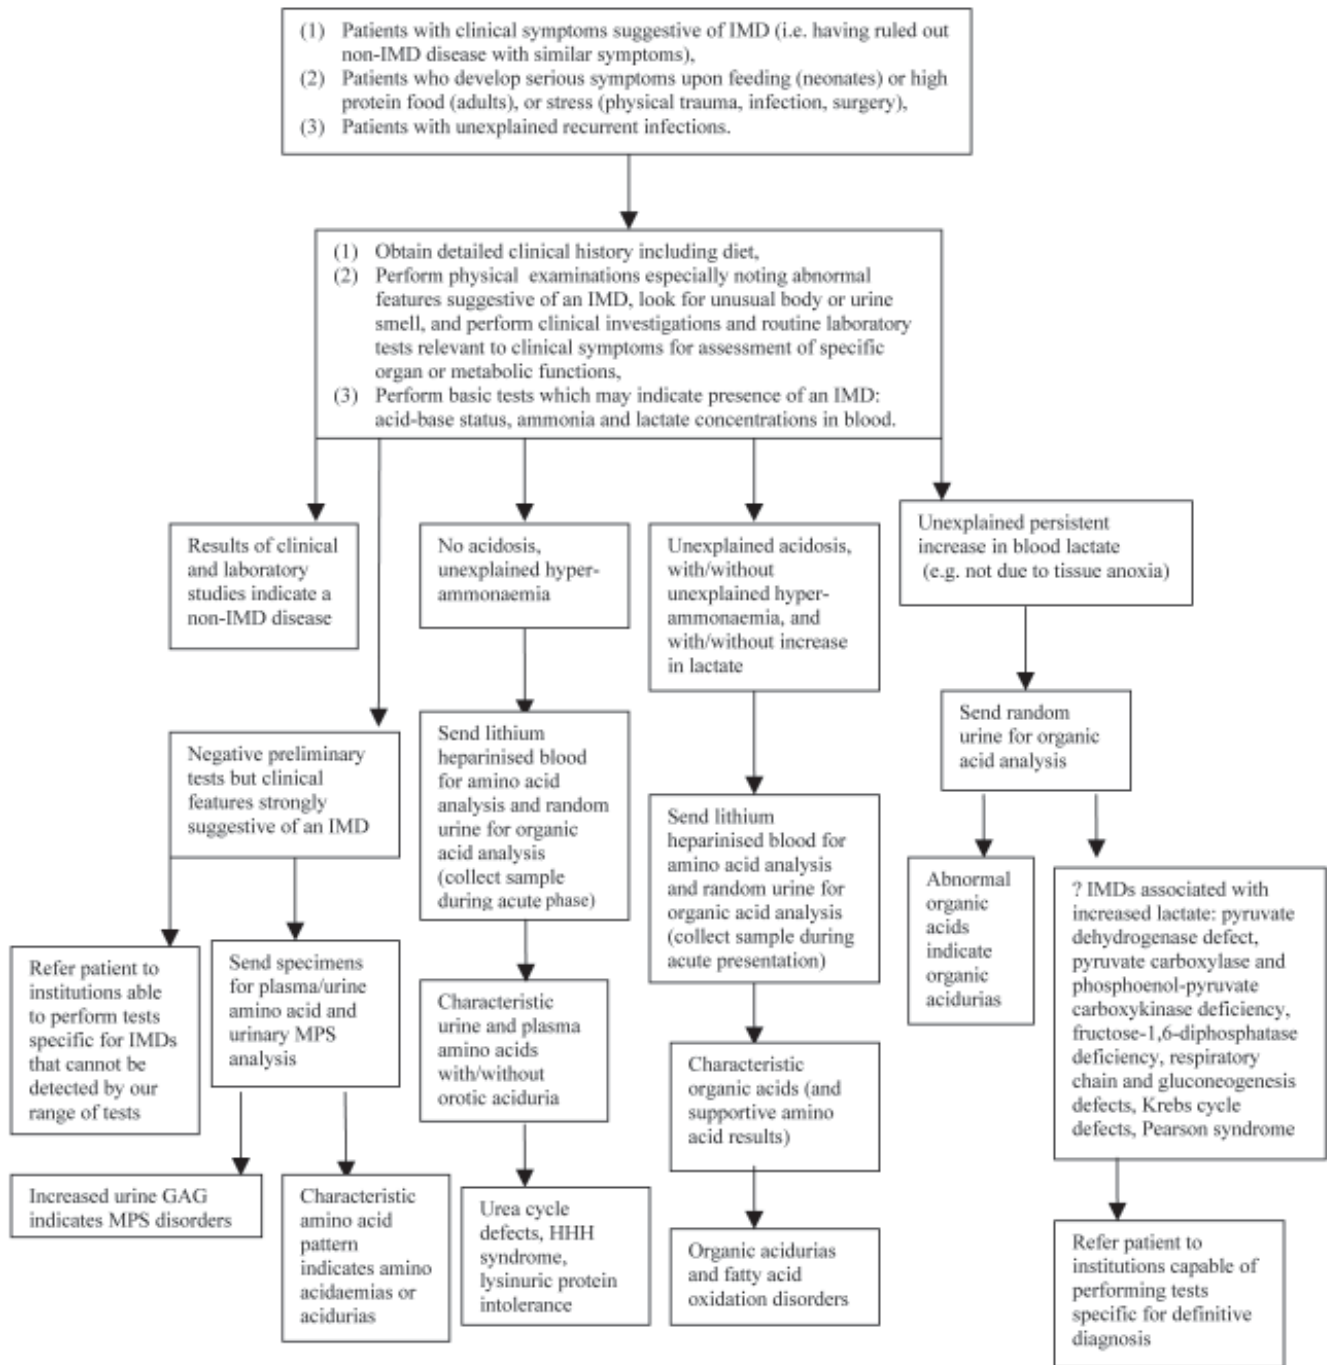 (1) Patients with clinical symptoms suggestive of IMD (i.e. having ruled out
non-IMD disease with similar symptoms),
(2) Patients who develop serious symptoms upon feeding (neonates) or high
protein food (adults), or stress (physical trauma, infection, surgery),
(3) Patients with unexplained recurrent infections.
(1) Obtain detailed clinical history including diet,
(2) Perform physical examinations especially noting abnormal
features suggestive of an IMD, look for unusual body or urine
smell, and perform clinical investigations and routine laboratory
tests relevant to clinical symptoms for assessment of specific
organ or metabolic functions,
(3) Perform basic tests which may indicate presence of an IMD:
acid-base status, ammonia and lactate concentrations in blood.
Results of clinical
and laboratory
studies indicate a
non-IMD disease
No acidosis,
unexplained hyper-
ammonaemia
Unexplained acidosis,
with/without
unexplained hyper-
ammonaemia, and
with/without increase
in lactate
Unexplained persistent
increase in blood lactate
(e.g. not due to tissue anoxia)
Negative preliminary
tests but clinical
features strongly
suggestive of an IMD
Send lithium
heparinised blood
for amino acid
analysis and random
urine for organic
acid analysis
(collect sample
during acute phase)
Send lithium
heparinised blood for
amino acid analysis
and random urine for
organic acid analysis
(collect sample during
acute presentation)
Send random
urine for organic
acid analysis
Refer patient to
institutions able
to perform tests
specific for IMDs
that cannot be
detected by our
range of tests
Send specimens
for plasma/urine
amino acid and
urinary MPS
analysis
Characteristic
urine and plasma
amino acids
with/without
orotic aciduria
Characteristic
organic acids (and
supportive amino
acid results)
Abnormal
organic
acids
indicate
organic
acidurias
? IMDs associated with
increased lactate: pyruvate
dehydrogenase defect,
pyruvate carboxylase and
phosphoenol-pyruvate
carboxykinase deficiency,
fructose-1,6-diphosphatase
deficiency, respiratory
chain and gluconeogenesis
defects, Krebs cycle
defects, Pearson syndrome
Increased urine GAG
indicates MPS disorders
Characteristic
amino acid
pattern
indicates amino
acidaemias or
acidurias
Urea cycle
defects, HHH
syndrome,
lysinuric protein
intolerance
Organic acidurias
and fatty acid
oxidation disorders
Refer patient to
institutions capable of
performing tests
specific for definitive
diagnosis